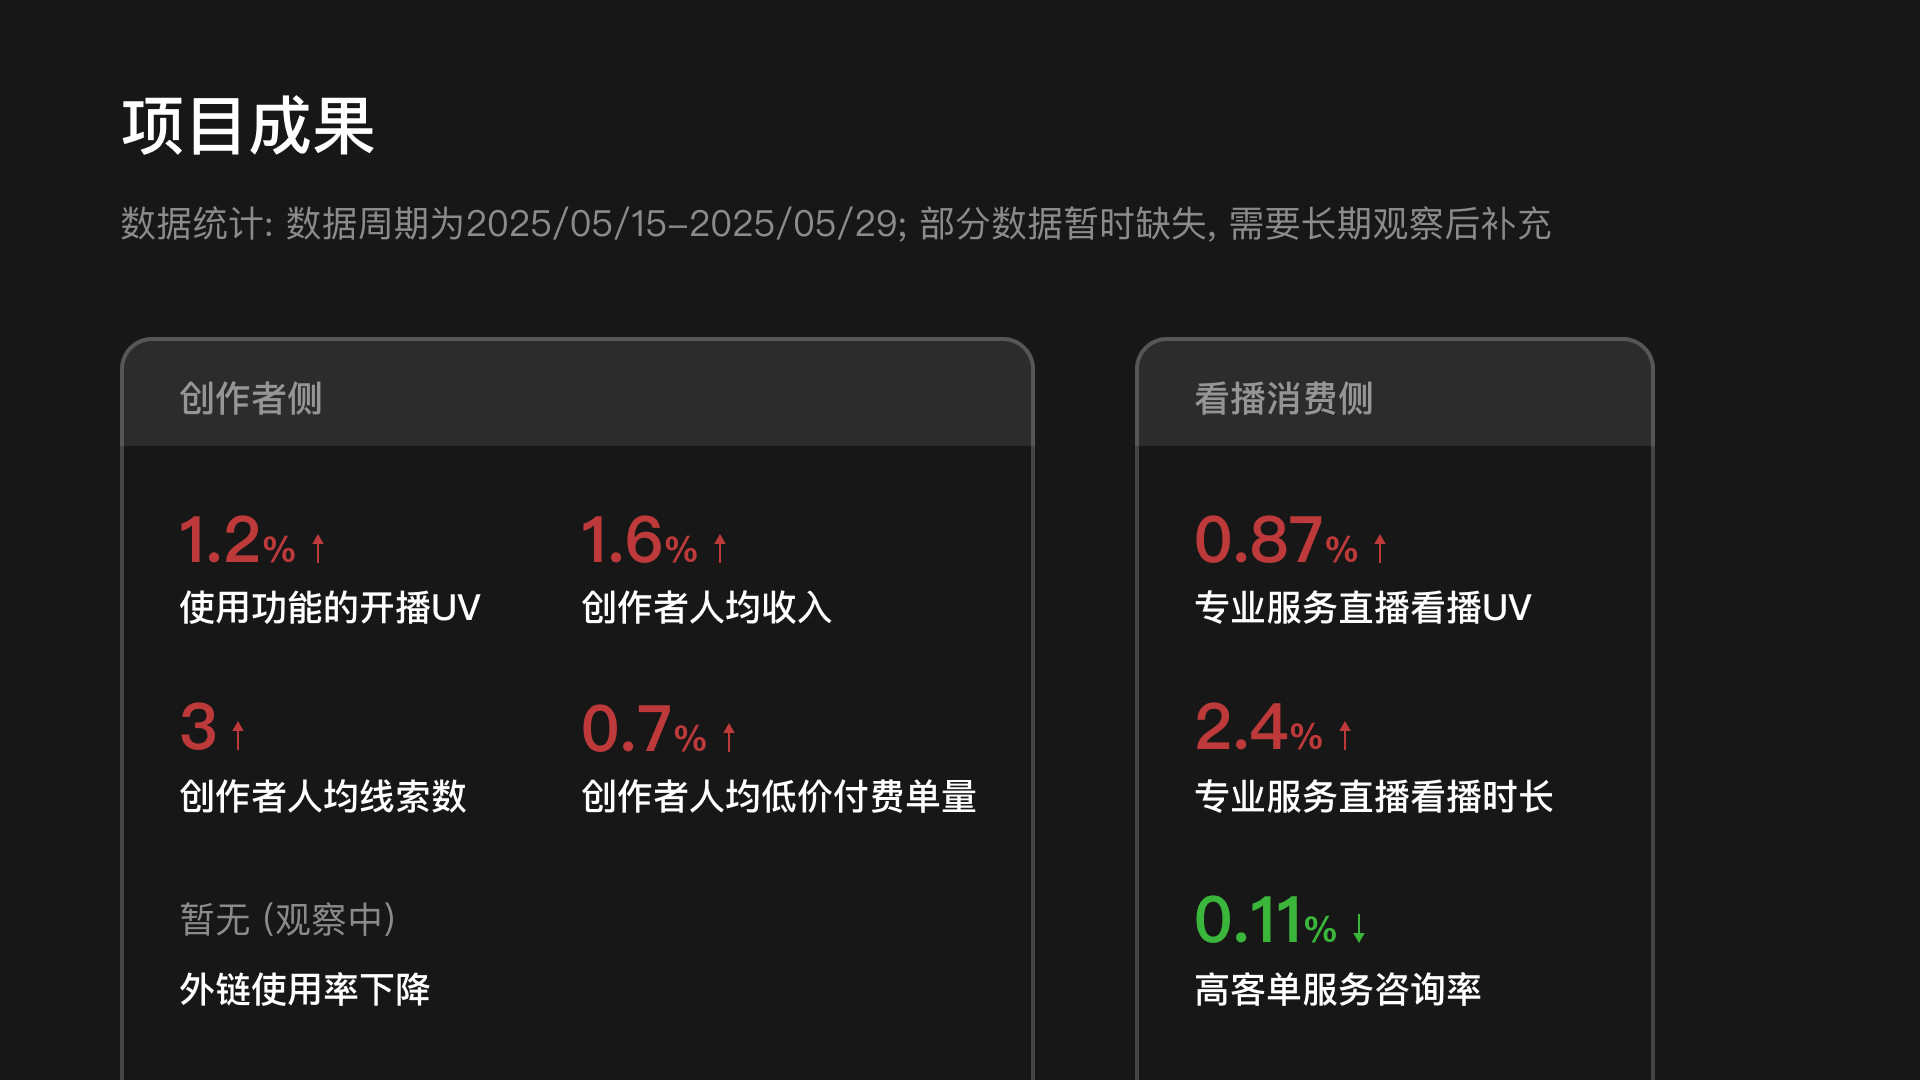 项目成果
数据统计: 数据周期为2025/05/15–2025/05/29; 部分数据暂时缺失, 需要长期观察后补充
创作者侧
1.2% ↑
使用功能的开播UV
1.6% ↑
创作者人均收入
3 ↑
创作者人均线索数
0.7% ↑
创作者人均低价付费单量
暂无 (观察中)
外链使用率下降
看播消费侧
0.87% ↑
专业服务直播看播UV
2.4% ↑
专业服务直播看播时长
0.11% ↓
高客单服务咨询率